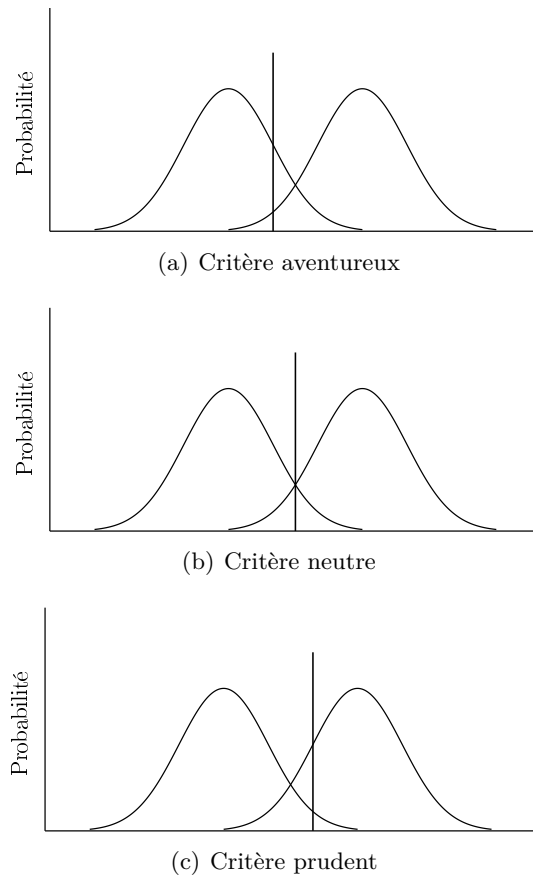 Probabilité
(a) Critère aventureux
Probabilité
(b) Critère neutre
Probabilité
(c) Critère prudent